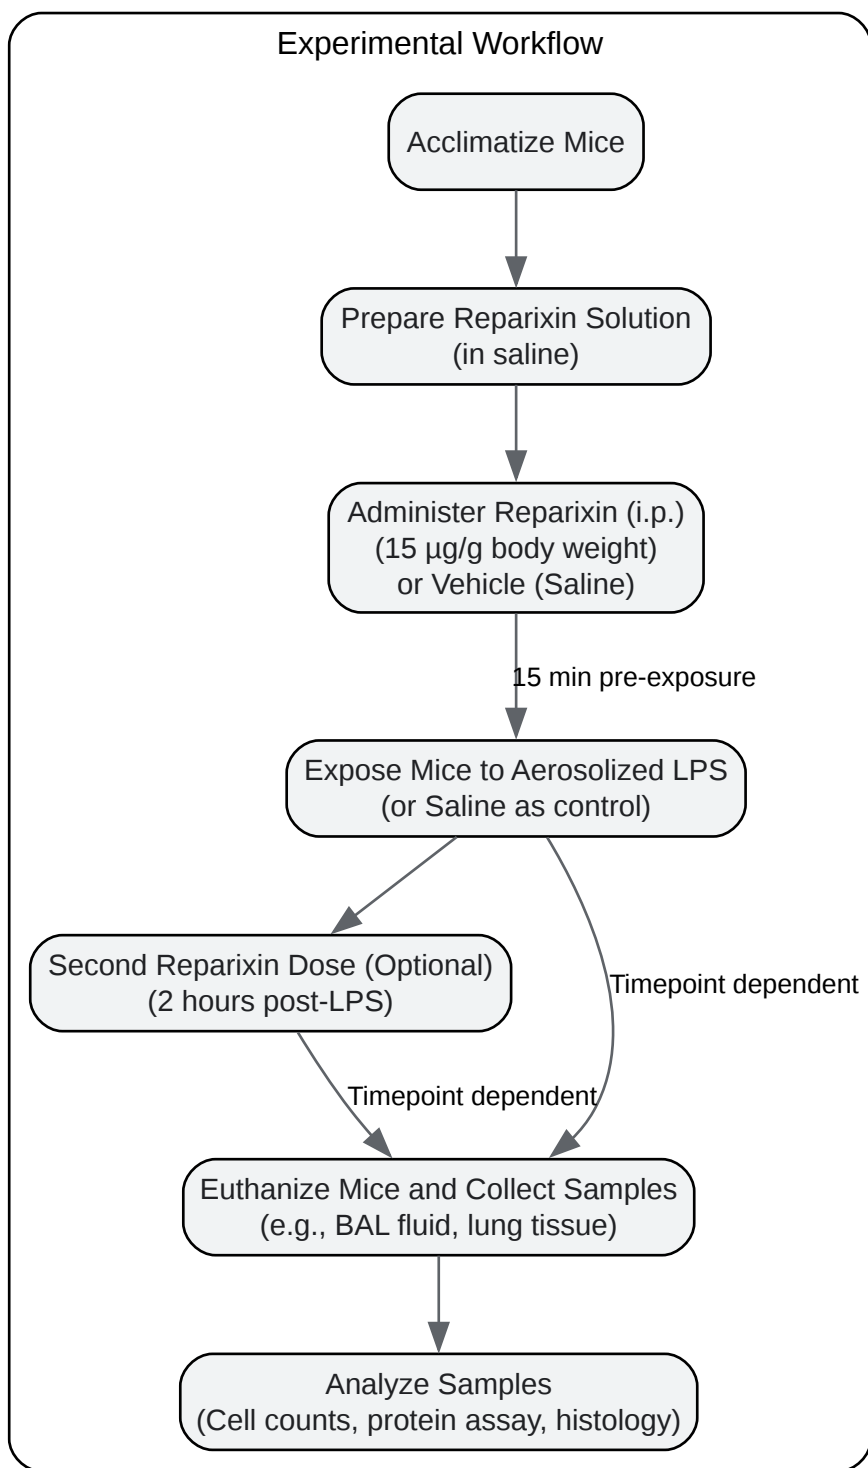 Experimental Workflow
Acclimatize Mice
Prepare Reparixin Solution
(in saline)
Administer Reparixin (i.p.)
(15 µg/g body weight)
or Vehicle (Saline)
15 min pre-exposure
Expose Mice to Aerosolized LPS
(or Saline as control)
Second Reparixin Dose (Optional)
(2 hours post-LPS)
Timepoint dependent
Timepoint dependent
Euthanize Mice and Collect Samples
(e.g., BAL fluid, lung tissue)
Analyze Samples
(Cell counts, protein assay, histology)